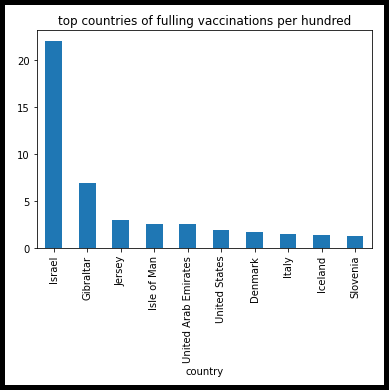 top countries of fulling vaccinations per hundred
20
15
10
5
0
Israel
Gibraltar
Jersey
Isle of Man
United Arab Emirates
United States
Denmark
Italy
Iceland
Slovenia
country